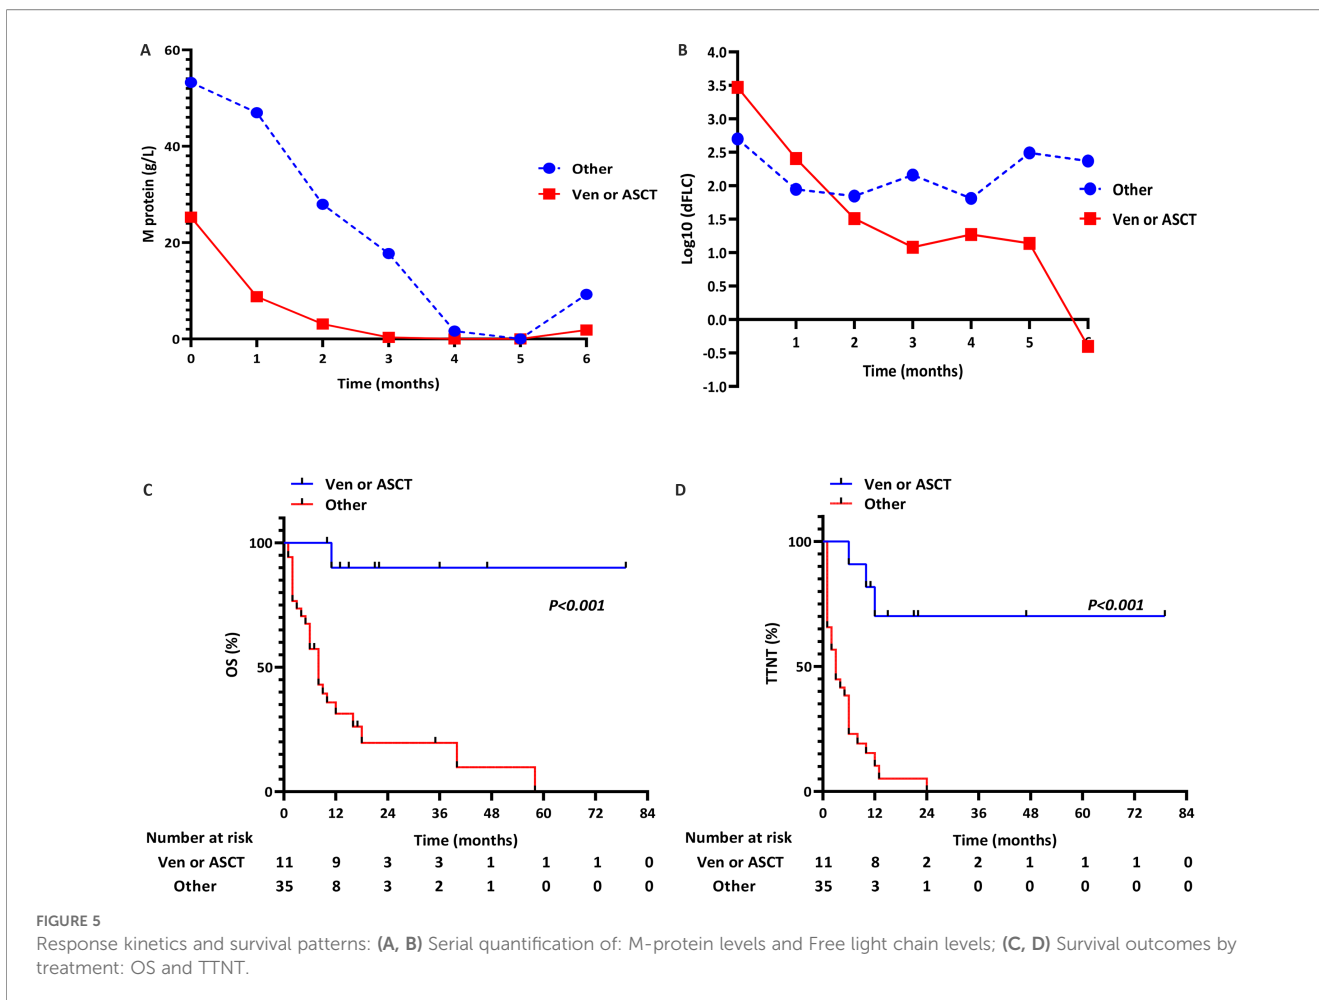 A
60
40
20
0
M protein (g/L)
0 1 2 3 4 5 6
Time (months)
Other
Ven or ASCT
B
4.0
3.5
3.0
2.5
2.0
1.5
1.0
0.5
0.0
-0.5
-1.0
Log10 (dFLC)
1 2 3 4 5
Time (months)
Other
Ven or ASCT
C
Ven or ASCT
Other
100
50
0
OS (%)
P<0.001
0 12 24 36 48 60 72 84
Number at risk
Time (months)
Ven or ASCT 11 9 3 3 1 1 1 0
Other 35 8 3 2 1 0 0 0
D
Ven or ASCT
Other
100
50
0
TTNT (%)
P<0.001
0 12 24 36 48 60 72 84
Number at risk
Time (months)
Ven or ASCT 11 8 2 2 1 1 1 0
Other 35 3 1 0 0 0 0 0
FIGURE 5
Response kinetics and survival patterns: (A, B) Serial quantification of: M-protein levels and Free light chain levels; (C, D) Survival outcomes by
treatment: OS and TTNT.